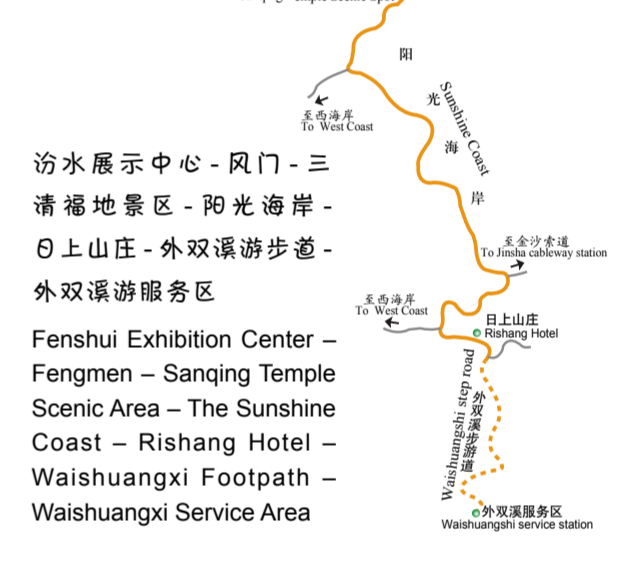 阳光海岸
Sunshine Coast
至西海岸
To West Coast
汾水展示中心-风门-三
清福地景区-阳光海岸-
日上山庄-外双溪游步道-
外双溪游服务区
至金沙索道
To Jinsha cableway station
至西海岸
To West Coast
日上山庄
Rishang Hotel
Fenshui Exhibition Center –
Fengmen – Sanqing Temple
Scenic Area – The Sunshine
Coast – Rishang Hotel –
Waishuangxi Footpath –
Waishuangxi Service Area
外双溪步游道
Waishuangshi step road
外双溪服务区
Waishuangshi service station